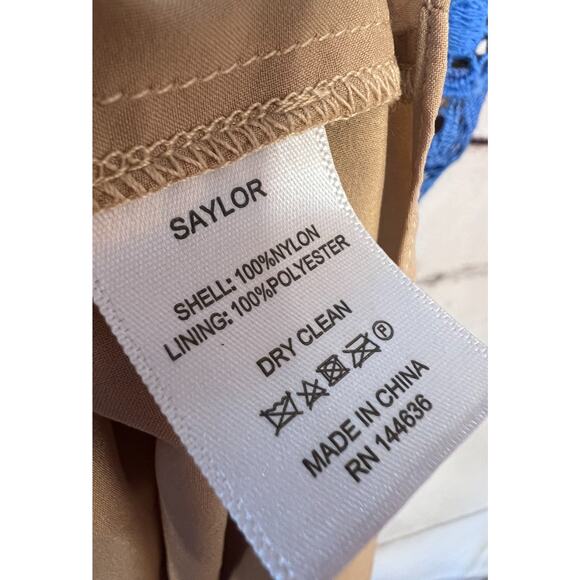 SAYLOR
SHELL: 100%NYLON
LINING: 100%POLYESTER
DRY CLEAN
P
MADE IN CHINA
RN 144636